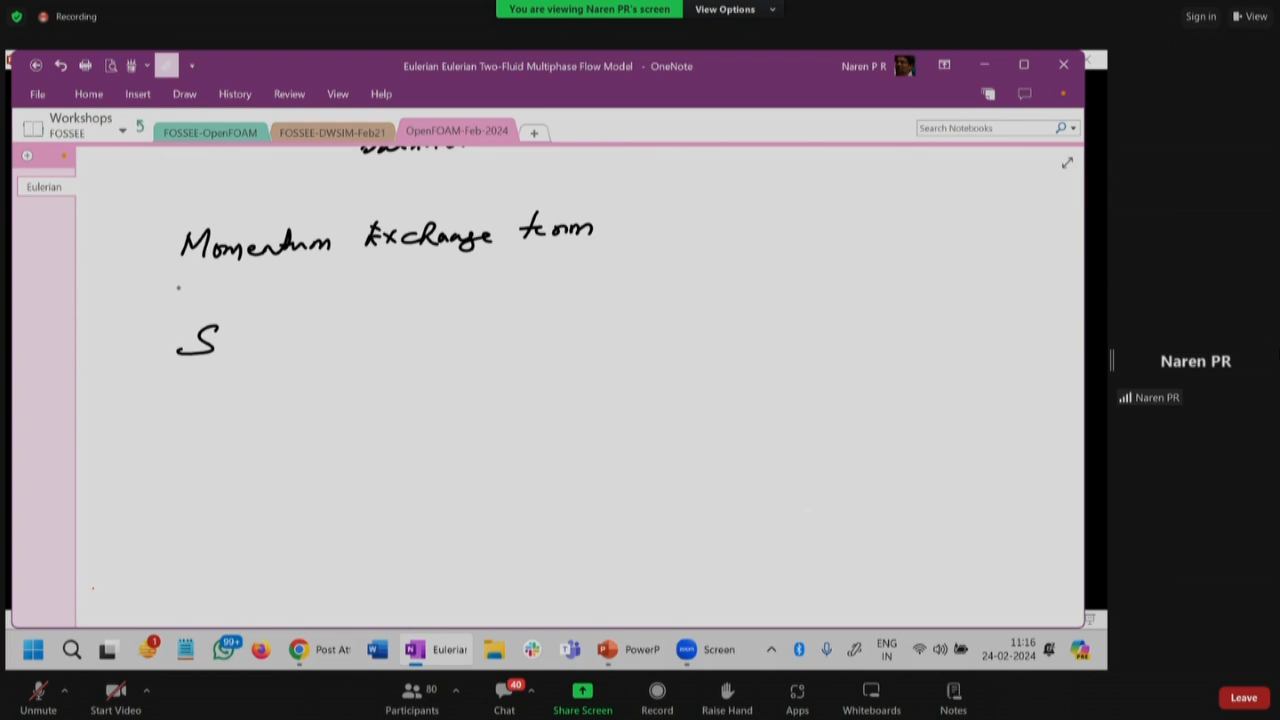 Recording
You are viewing Naren PR's screen
View Options
Sign in
View
Eulerian Eulerian Two-Fluid Multiphase Flow Model - OneNote
Naren P R
File
Home
Insert
Draw
History
Review
View
Help
Workshops
FOSSEE
FOSSEE-OpenFOAM
FOSSEE-DWSIM-Feb21
OpenFOAM-Feb-2024
Search Notebooks
Eulerian
Momentum Exchange term
S
Naren PR
Naren PR
1
99+
Post At
Eulerian
PowerP
zoom
Screen
ENG
IN
11:16
24-02-2024
PRE
Unmute
Start Video
80
Participants
40
Chat
Share Screen
Record
Raise Hand
Apps
Whiteboards
Notes
Leave